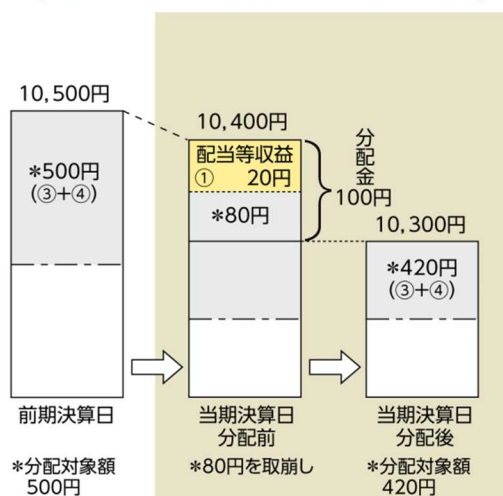 10,500円
*500円
(③+④)
前期決算日
*分配対象額
500円
10,400円
配当等収益
① 20円
*80円
分配金
100円
当期決算日
分配前
*80円を取崩し
10,300円
*420円
(③+④)
当期決算日
分配後
*分配対象額
420円